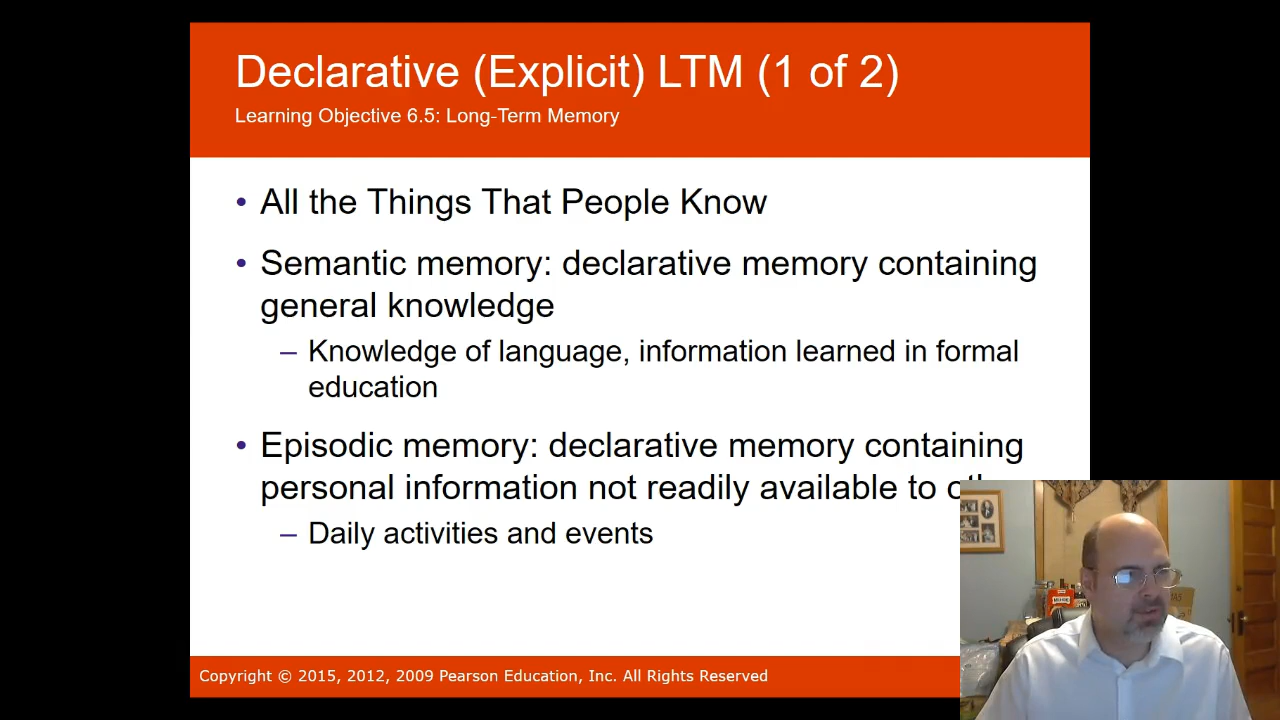 Declarative (Explicit) LTM (1 of 2)
Learning Objective 6.5: Long-Term Memory
• All the Things That People Know
• Semantic memory: declarative memory containing
general knowledge
– Knowledge of language, information learned in formal
education
• Episodic memory: declarative memory containing
personal information not readily available to
– Daily activities and events
Copyright © 2015, 2012, 2009 Pearson Education, Inc. All Rights Reserved